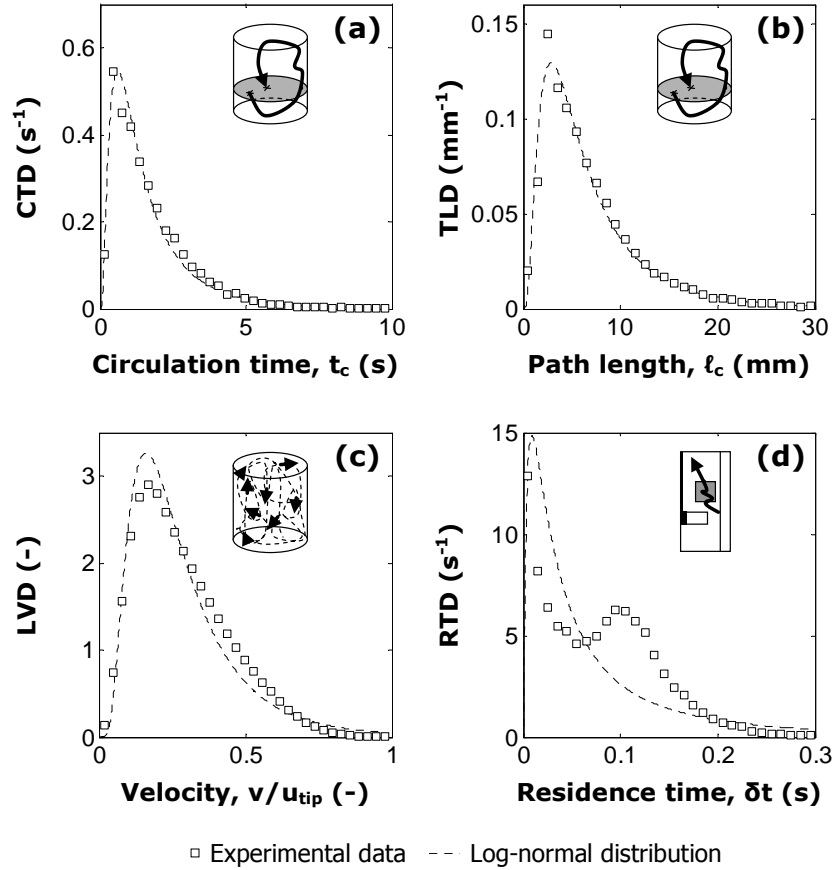 (a)
0.6
0.4
0.2
0
CTD (s⁻¹)
0 5 10
Circulation time, t_c (s)
(b)
0.15
0.1
0.05
0
TLD (mm⁻¹)
0 10 20 30
Path length, ℓ_c (mm)
(c)
3
2
1
0
LVD (-)
0 0.5 1
Velocity, v/u_tip (-)
(d)
15
10
5
0
RTD (s⁻¹)
0 0.1 0.2 0.3
Residence time, δt (s)
Experimental data Log-normal distribution